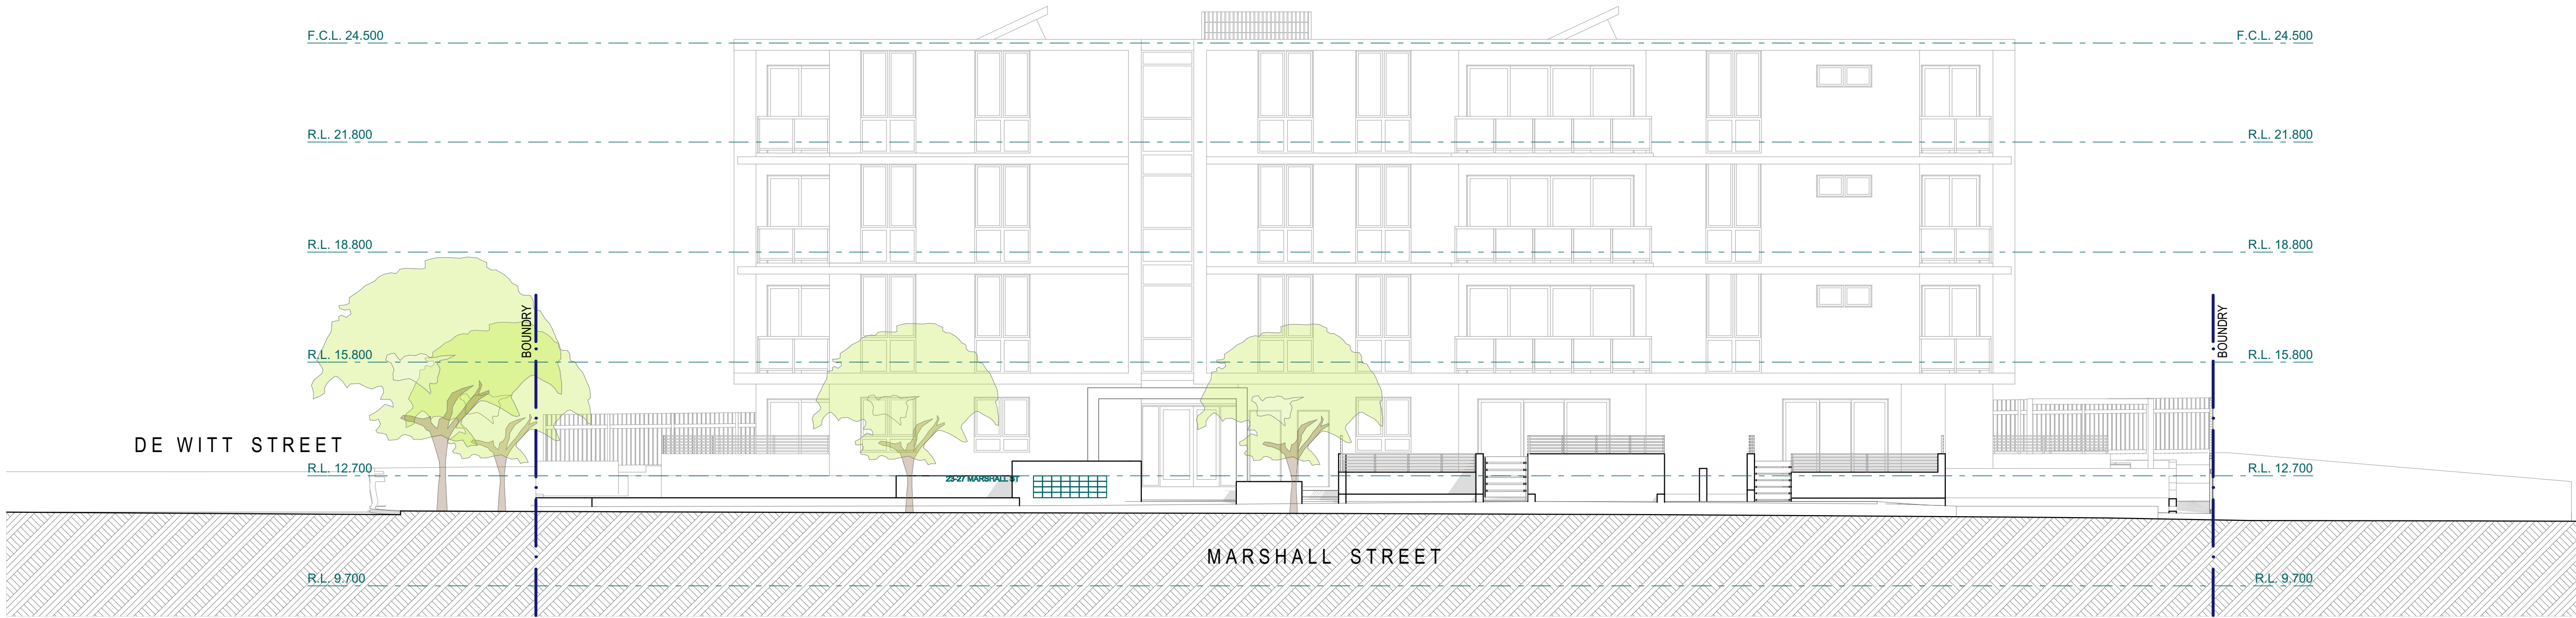 F.C.L. 24.500 F.C.L. 24.500
R.L. 21.800 R.L. 21.800
R.L. 18.800 R.L. 18.800
BOUNDRY BOUNDRY
R.L. 15.800 R.L. 15.800
DE WITT STREET
R.L. 12.700 R.L. 12.700
23-27 MARSHALL ST
MARSHALL STREET
R.L. 9.700 R.L. 9.700